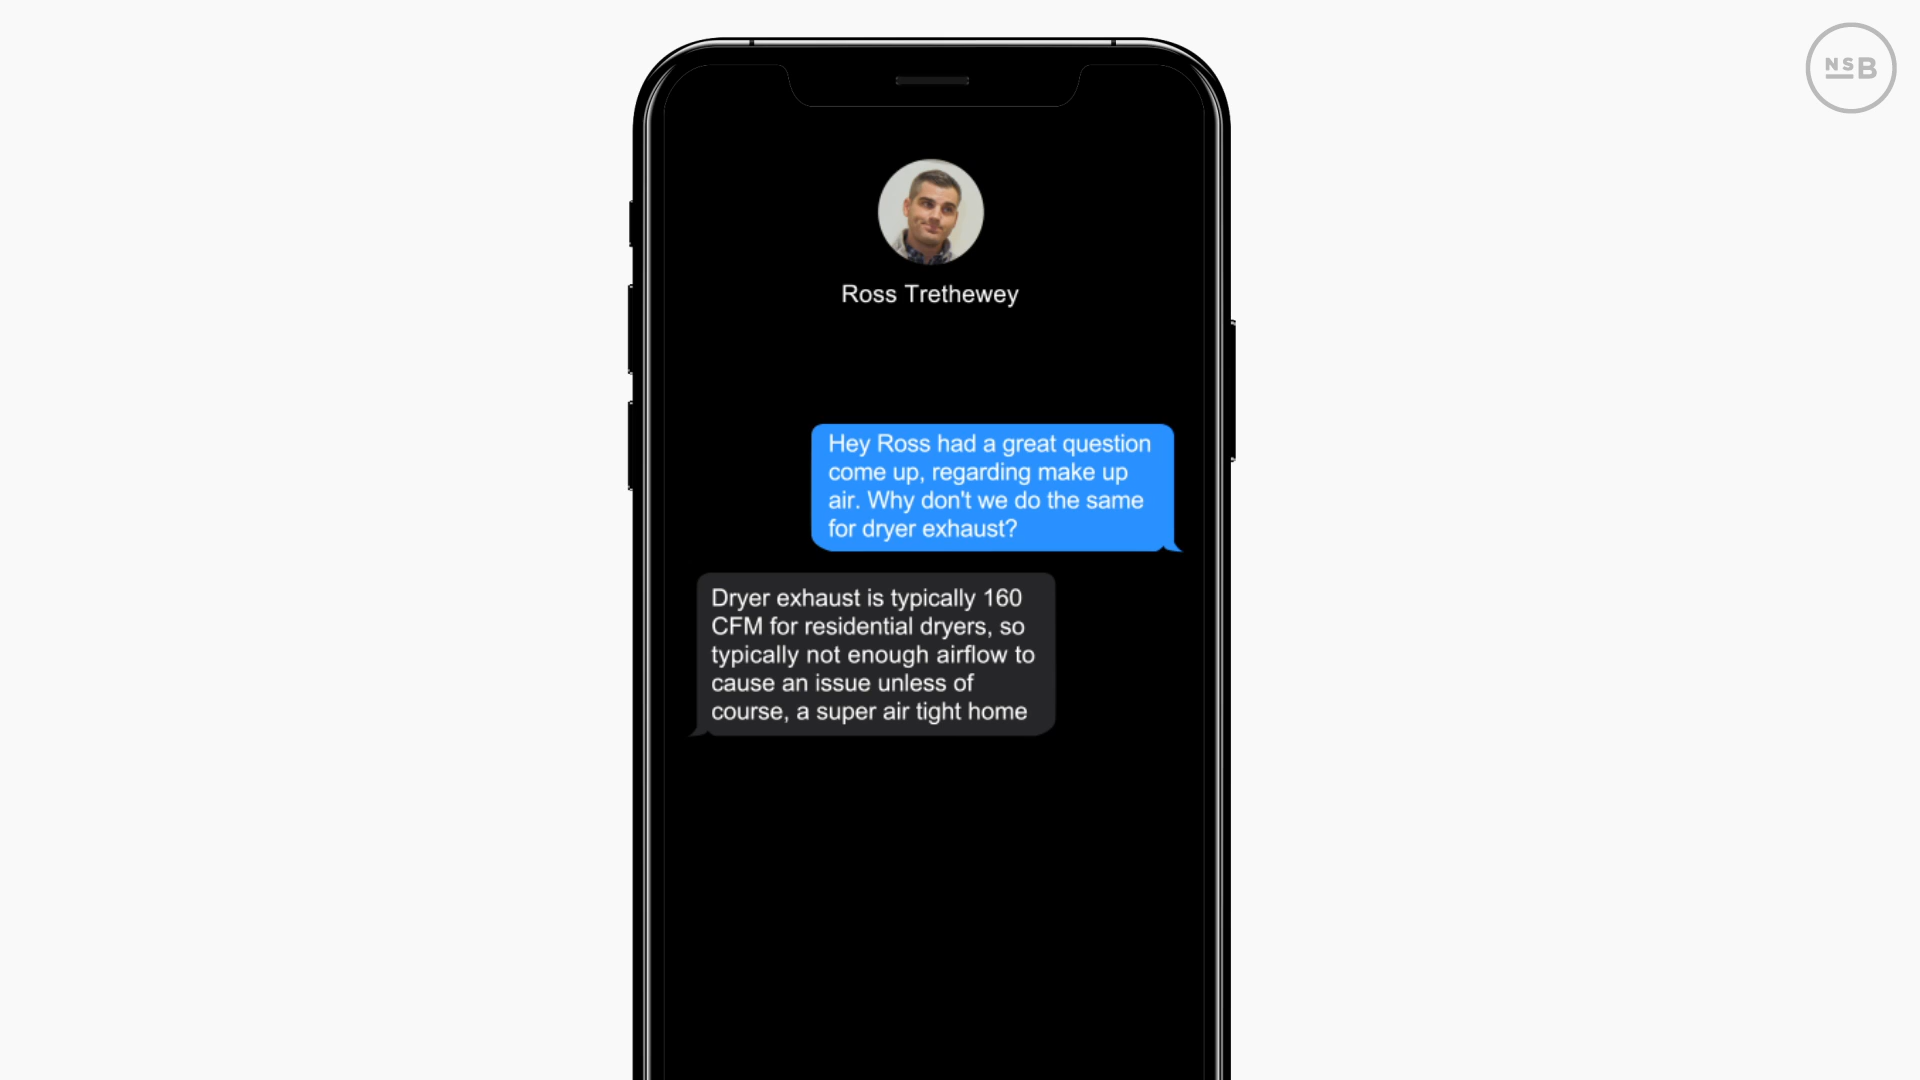 NSB
Ross Trethewey
Hey Ross had a great question
come up, regarding make up
air. Why don't we do the same
for dryer exhaust?
Dryer exhaust is typically 160
CFM for residential dryers, so
typically not enough airflow to
cause an issue unless of
course, a super air tight home